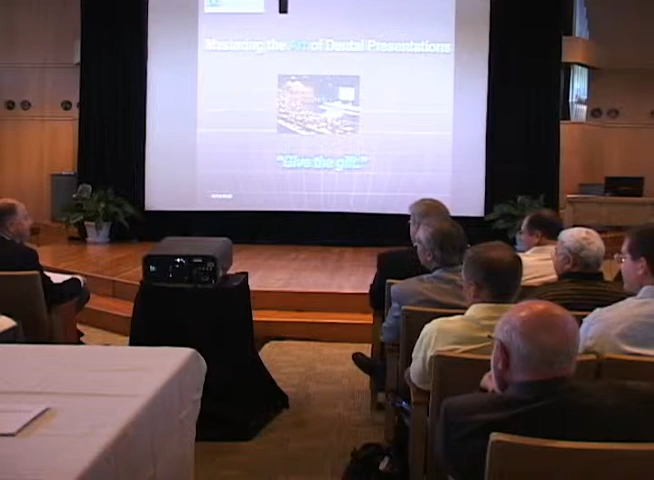 Mastering the Art of Dental Presentations
"Give the gift!"